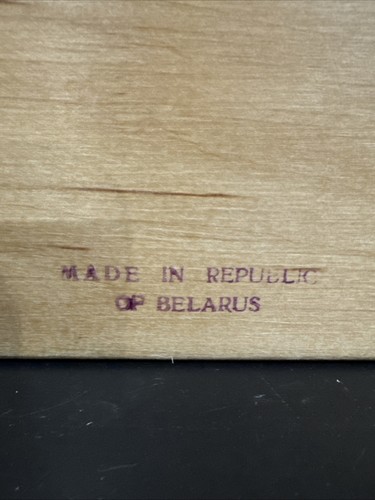 MADE IN REPUBLIC
OF BELARUS